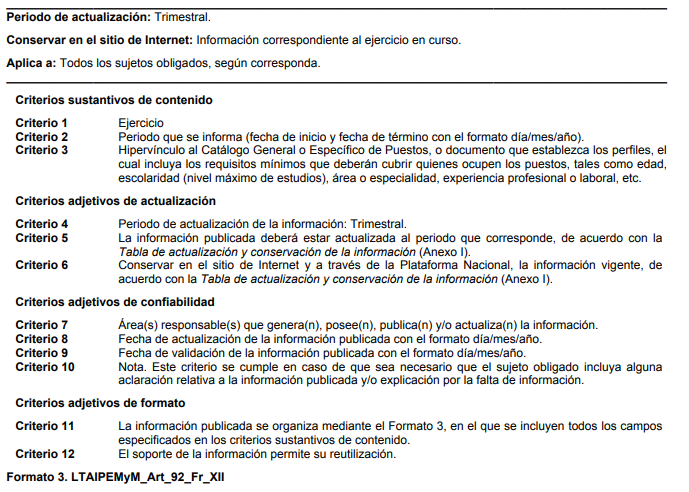 Periodo de actualización: Trimestral.
Conservar en el sitio de Internet: Información correspondiente al ejercicio en curso.
Aplica a: Todos los sujetos obligados, según corresponda.
Criterios sustantivos de contenido
Criterio 1 Ejercicio
Criterio 2 Periodo que se informa (fecha de inicio y fecha de término con el formato día/mes/año).
Criterio 3 Hipervínculo al Catálogo General o Específico de Puestos, o documento que establezca los perfiles, el
cual incluya los requisitos mínimos que deberán cubrir quienes ocupen los puestos, tales como edad,
escolaridad (nivel máximo de estudios), área o especialidad, experiencia profesional o laboral, etc.
Criterios adjetivos de actualización
Criterio 4 Periodo de actualización de la información: Trimestral.
Criterio 5 La información publicada deberá estar actualizada al periodo que corresponde, de acuerdo con la
Tabla de actualización y conservación de la información (Anexo I).
Criterio 6 Conservar en el sitio de Internet y a través de la Plataforma Nacional, la información vigente, de
acuerdo con la Tabla de actualización y conservación de la información (Anexo I).
Criterios adjetivos de confiabilidad
Criterio 7 Área(s) responsable(s) que genera(n), posee(n), publica(n) y/o actualiza(n) la información.
Criterio 8 Fecha de actualización de la información publicada con el formato día/mes/año.
Criterio 9 Fecha de validación de la información publicada con el formato día/mes/año.
Criterio 10 Nota. Este criterio se cumple en caso de que sea necesario que el sujeto obligado incluya alguna
aclaración relativa a la información publicada y/o explicación por la falta de información.
Criterios adjetivos de formato
Criterio 11 La información publicada se organiza mediante el Formato 3, en el que se incluyen todos los campos
especificados en los criterios sustantivos de contenido.
Criterio 12 El soporte de la información permite su reutilización.
Formato 3. LTAIPEMyM_Art_92_Fr_XII